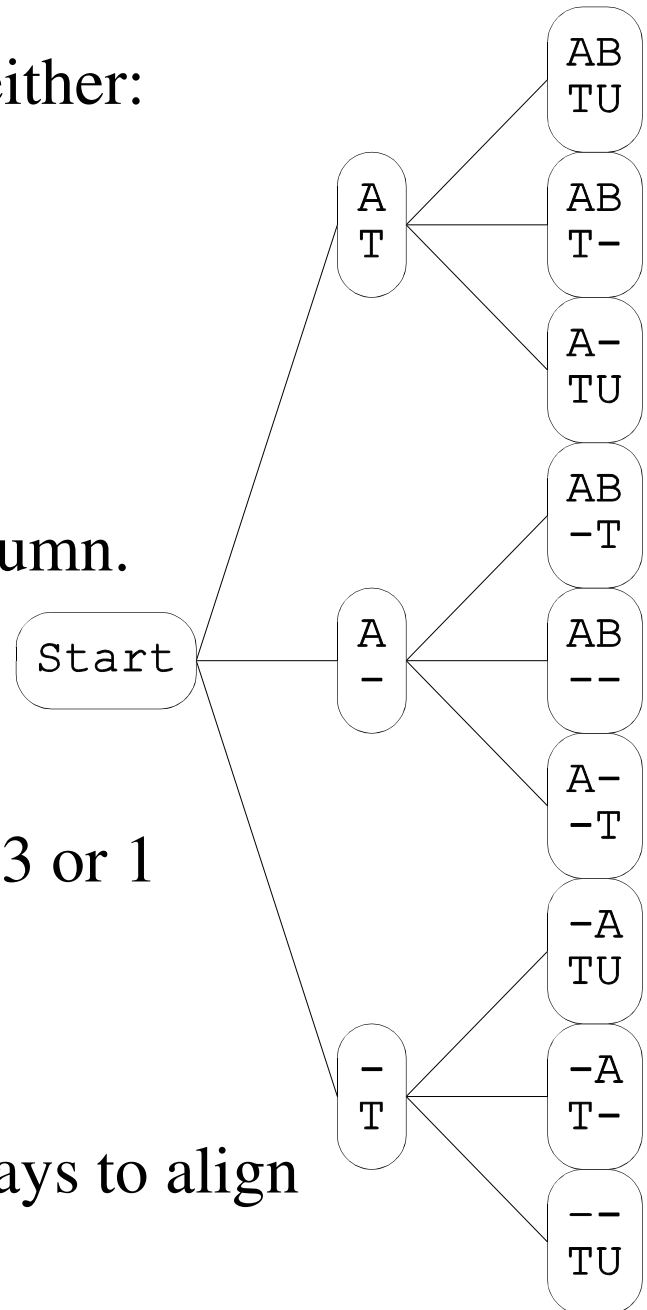 either:
umn.
3 or 1
ays to align
Start
A
T
A
-
-
T
AB
TU
AB
T-
A-
TU
AB
-T
AB
--
A-
-T
-A
TU
-A
T-
--
TU